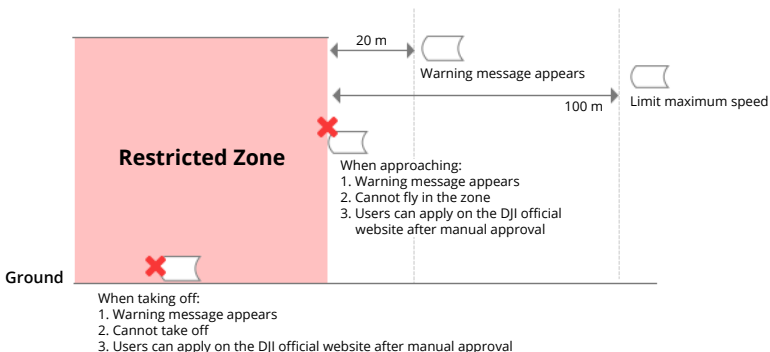 20 m
Warning message appears
Limit maximum speed
100 m
Restricted Zone
When approaching:
1. Warning message appears
2. Cannot fly in the zone
3. Users can apply on the DJI official
website after manual approval
Ground
When taking off:
1. Warning message appears
2. Cannot take off
3. Users can apply on the DJI official website after manual approval